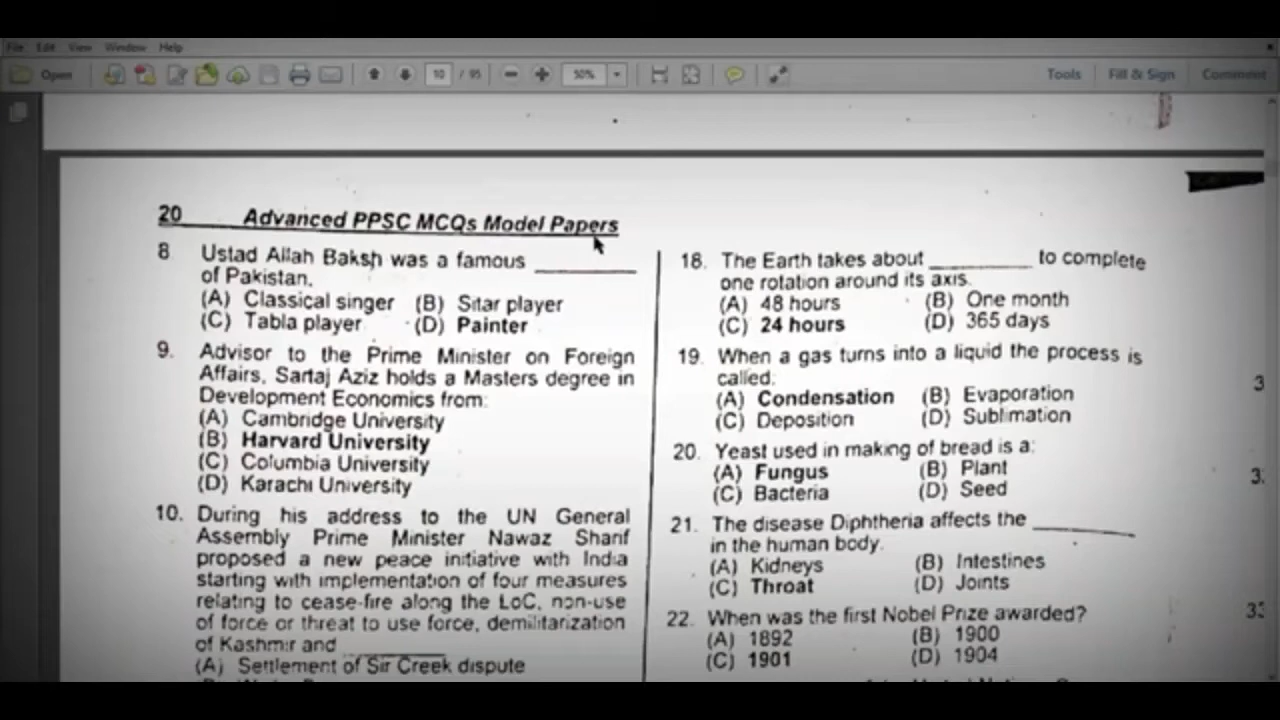 File Edit View Window Help
Open 10 / 95 50% Tools Fill & Sign Comment
20 Advanced PPSC MCQs Model Papers
8 Ustad Allah Baksh was a famous ________
of Pakistan.
(A) Classical singer (B) Sitar player
(C) Tabla player (D) Painter
9. Advisor to the Prime Minister on Foreign
Affairs, Sartaj Aziz holds a Masters degree in
Development Economics from:
(A) Cambridge University
(B) Harvard University
(C) Columbia University
(D) Karachi University
10. During his address to the UN General
Assembly Prime Minister Nawaz Sharif
proposed a new peace initiative with India
starting with implementation of four measures
relating to cease-fire along the LoC, non-use
of force or threat to use force, demilitarization
of Kashmir and ________
(A) Settlement of Sir Creek dispute
18. The Earth takes about ________ to complete
one rotation around its axis.
(A) 48 hours (B) One month
(C) 24 hours (D) 365 days
19. When a gas turns into a liquid the process is
called:
(A) Condensation (B) Evaporation
(C) Deposition (D) Sublimation
20. Yeast used in making of bread is a:
(A) Fungus (B) Plant
(C) Bacteria (D) Seed
21. The disease Diphtheria affects the ________
in the human body.
(A) Kidneys (B) Intestines
(C) Throat (D) Joints
22. When was the first Nobel Prize awarded?
(A) 1892 (B) 1900
(C) 1901 (D) 1904